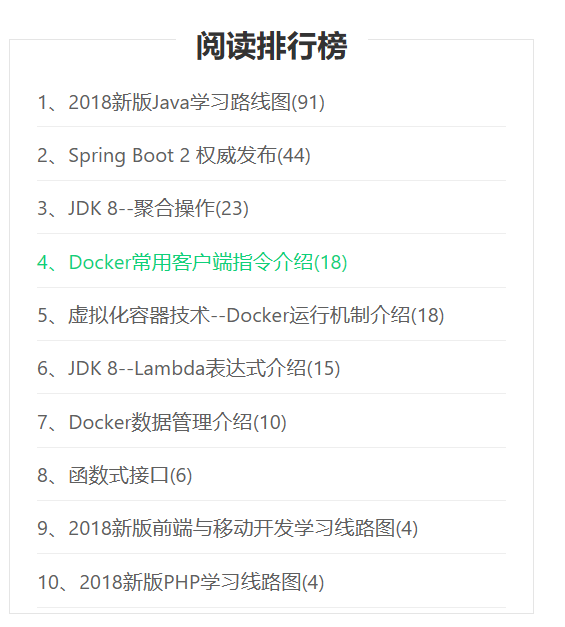 阅读排行榜
1、2018新版Java学习路线图(91)
2、Spring Boot 2 权威发布(44)
3、JDK 8--聚合操作(23)
4、Docker常用客户端指令介绍(18)
5、虚拟化容器技术--Docker运行机制介绍(18)
6、JDK 8--Lambda表达式介绍(15)
7、Docker数据管理介绍(10)
8、函数式接口(6)
9、2018新版前端与移动开发学习线路图(4)
10、2018新版PHP学习线路图(4)